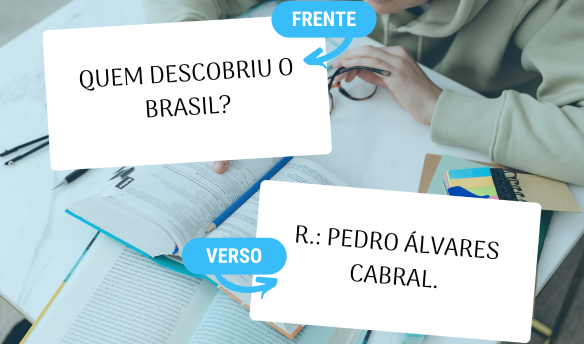 FRENTE
QUEM DESCOBRIU O
BRASIL?
VERSO
R.: PEDRO ÁLVARES
CABRAL.